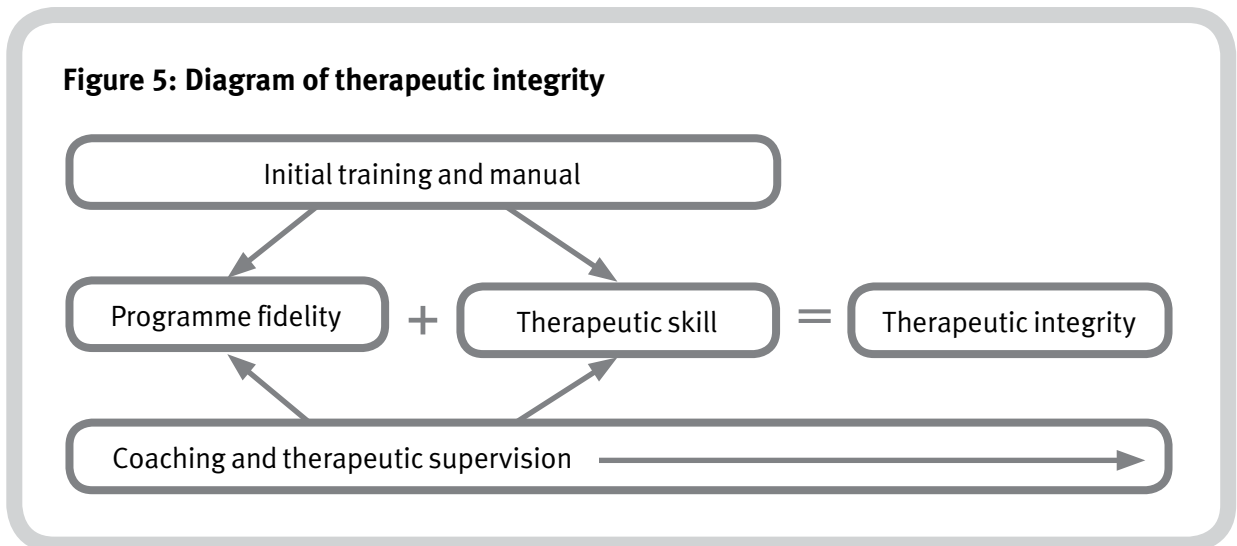 Figure 5: Diagram of therapeutic integrity
Initial training and manual
Programme fidelity + Therapeutic skill = Therapeutic integrity
Coaching and therapeutic supervision